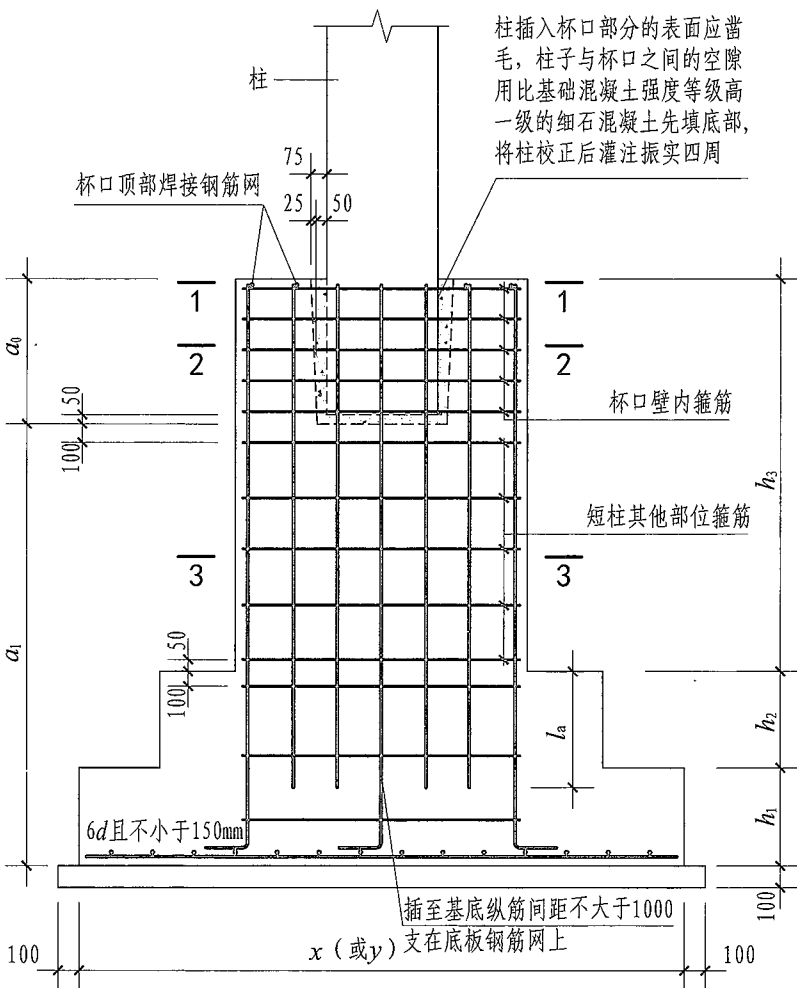 柱插入杯口部分的表面应凿
毛，柱子与杯口之间的空隙
用比基础混凝土强度等级高
一级的细石混凝土先填底部，
将柱校正后灌注振实四周
柱
75
杯口顶部焊接钢筋网
25
50
1
1
a₀
2
2
50
杯口壁内箍筋
100
h₃
短柱其他部位箍筋
3
3
a₁
50
100
lₐ
h₂
h₁
6d且不小于150mm
100
插至基底纵筋间距不大于1000
支在底板钢筋网上
100
x（或y）
100